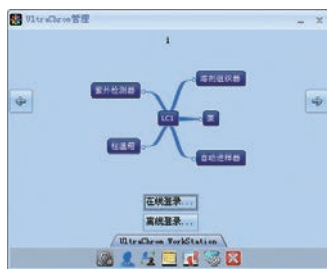 UltraChrom管理
1
溶剂组织器
紫外检测器
LC1
泵
柱温箱
自动进样器
在线登录...
离线登录...
UltraChrom WorkStation